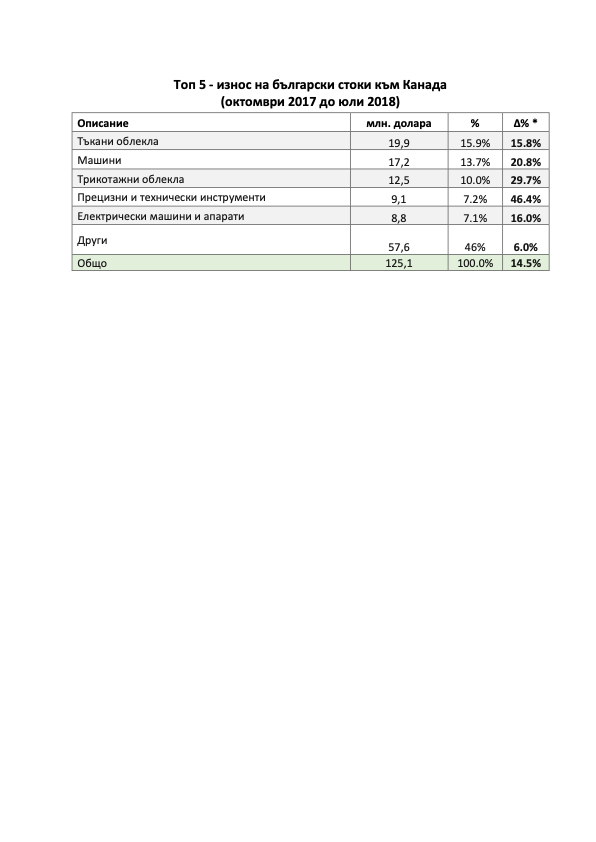 Топ 5 - износ на български стоки към Канада
(октомври 2017 до юли 2018)
Описание млн. долара % Δ% *
Тъкани облекла 19,9 15.9% 15.8%
Машини 17,2 13.7% 20.8%
Трикотажни облекла 12,5 10.0% 29.7%
Прецизни и технически инструменти 9,1 7.2% 46.4%
Електрически машини и апарати 8,8 7.1% 16.0%
Други 57,6 46% 6.0%
Общо 125,1 100.0% 14.5%